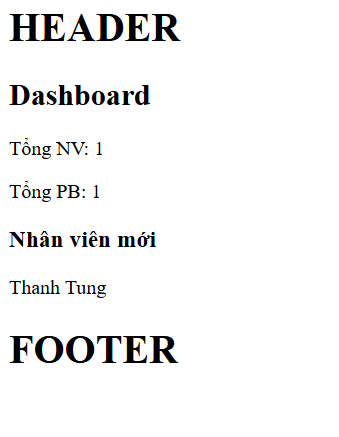 HEADER
Dashboard
Tổng NV: 1
Tổng PB: 1
Nhân viên mới
Thanh Tung
FOOTER